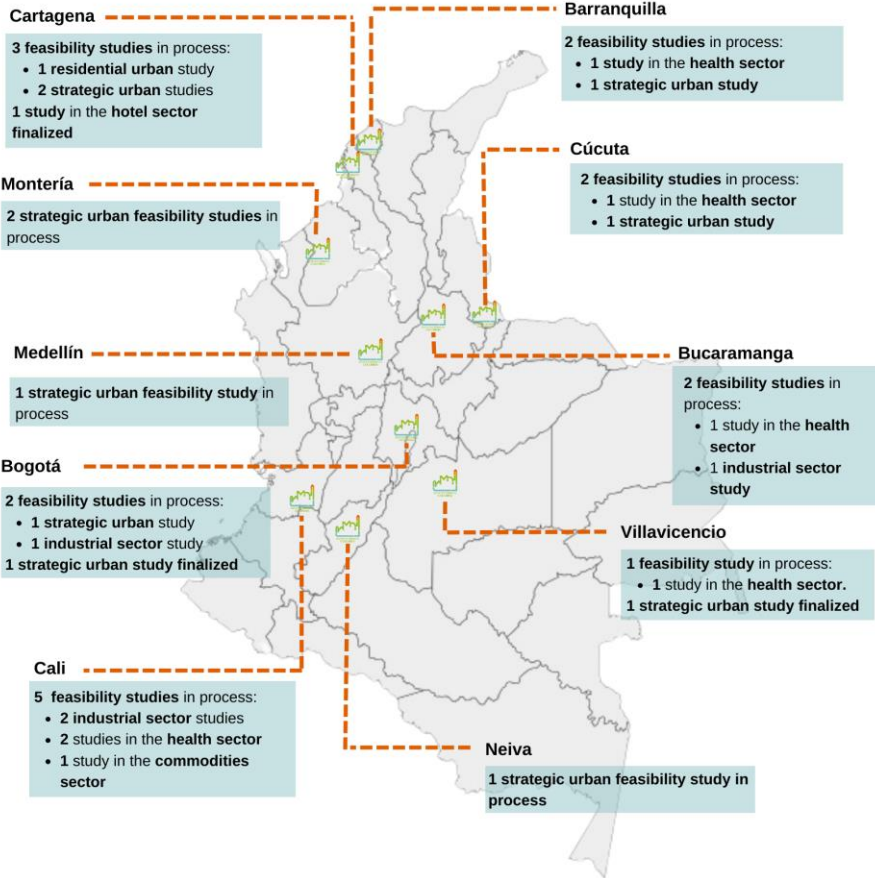 Cartagena
3 feasibility studies in process:
• 1 residential urban study
• 2 strategic urban studies
1 study in the hotel sector
finalized
Barranquilla
2 feasibility studies in process:
• 1 study in the health sector
• 1 strategic urban study
Cúcuta
2 feasibility studies in process:
• 1 study in the health sector
• 1 strategic urban study
Montería
2 strategic urban feasibility studies in
process
Medellín
1 strategic urban feasibility study in
process
Bucaramanga
2 feasibility studies in
process:
• 1 study in the health
sector
• 1 industrial sector
study
Bogotá
2 feasibility studies in process:
• 1 strategic urban study
• 1 industrial sector study
1 strategic urban study finalized
Villavicencio
1 feasibility study in process:
• 1 study in the health sector.
1 strategic urban study finalized
Cali
5 feasibility studies in process:
• 2 industrial sector studies
• 2 studies in the health sector
• 1 study in the commodities
sector
Neiva
1 strategic urban feasibility study in
process